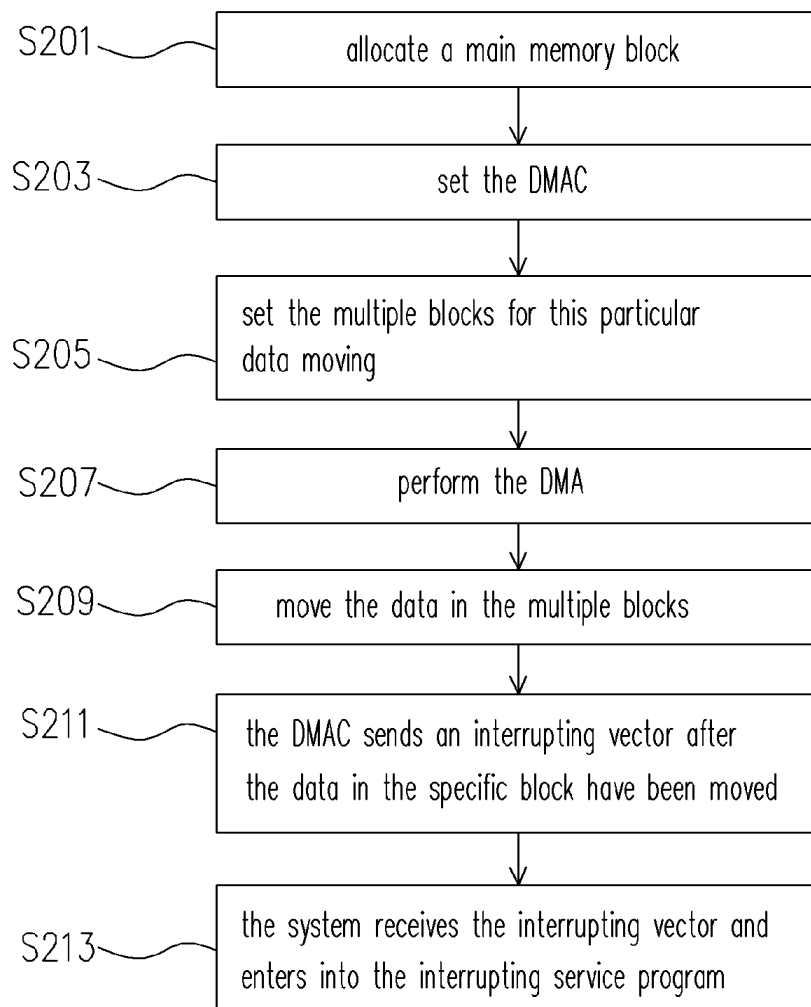 S201
allocate a main memory block
S203
set the DMAC
S205
set the multiple blocks for this particular
data moving
S207
perform the DMA
S209
move the data in the multiple blocks
S211
the DMAC sends an interrupting vector after
the data in the specific block have been moved
S213
the system receives the interrupting vector and
enters into the interrupting service program